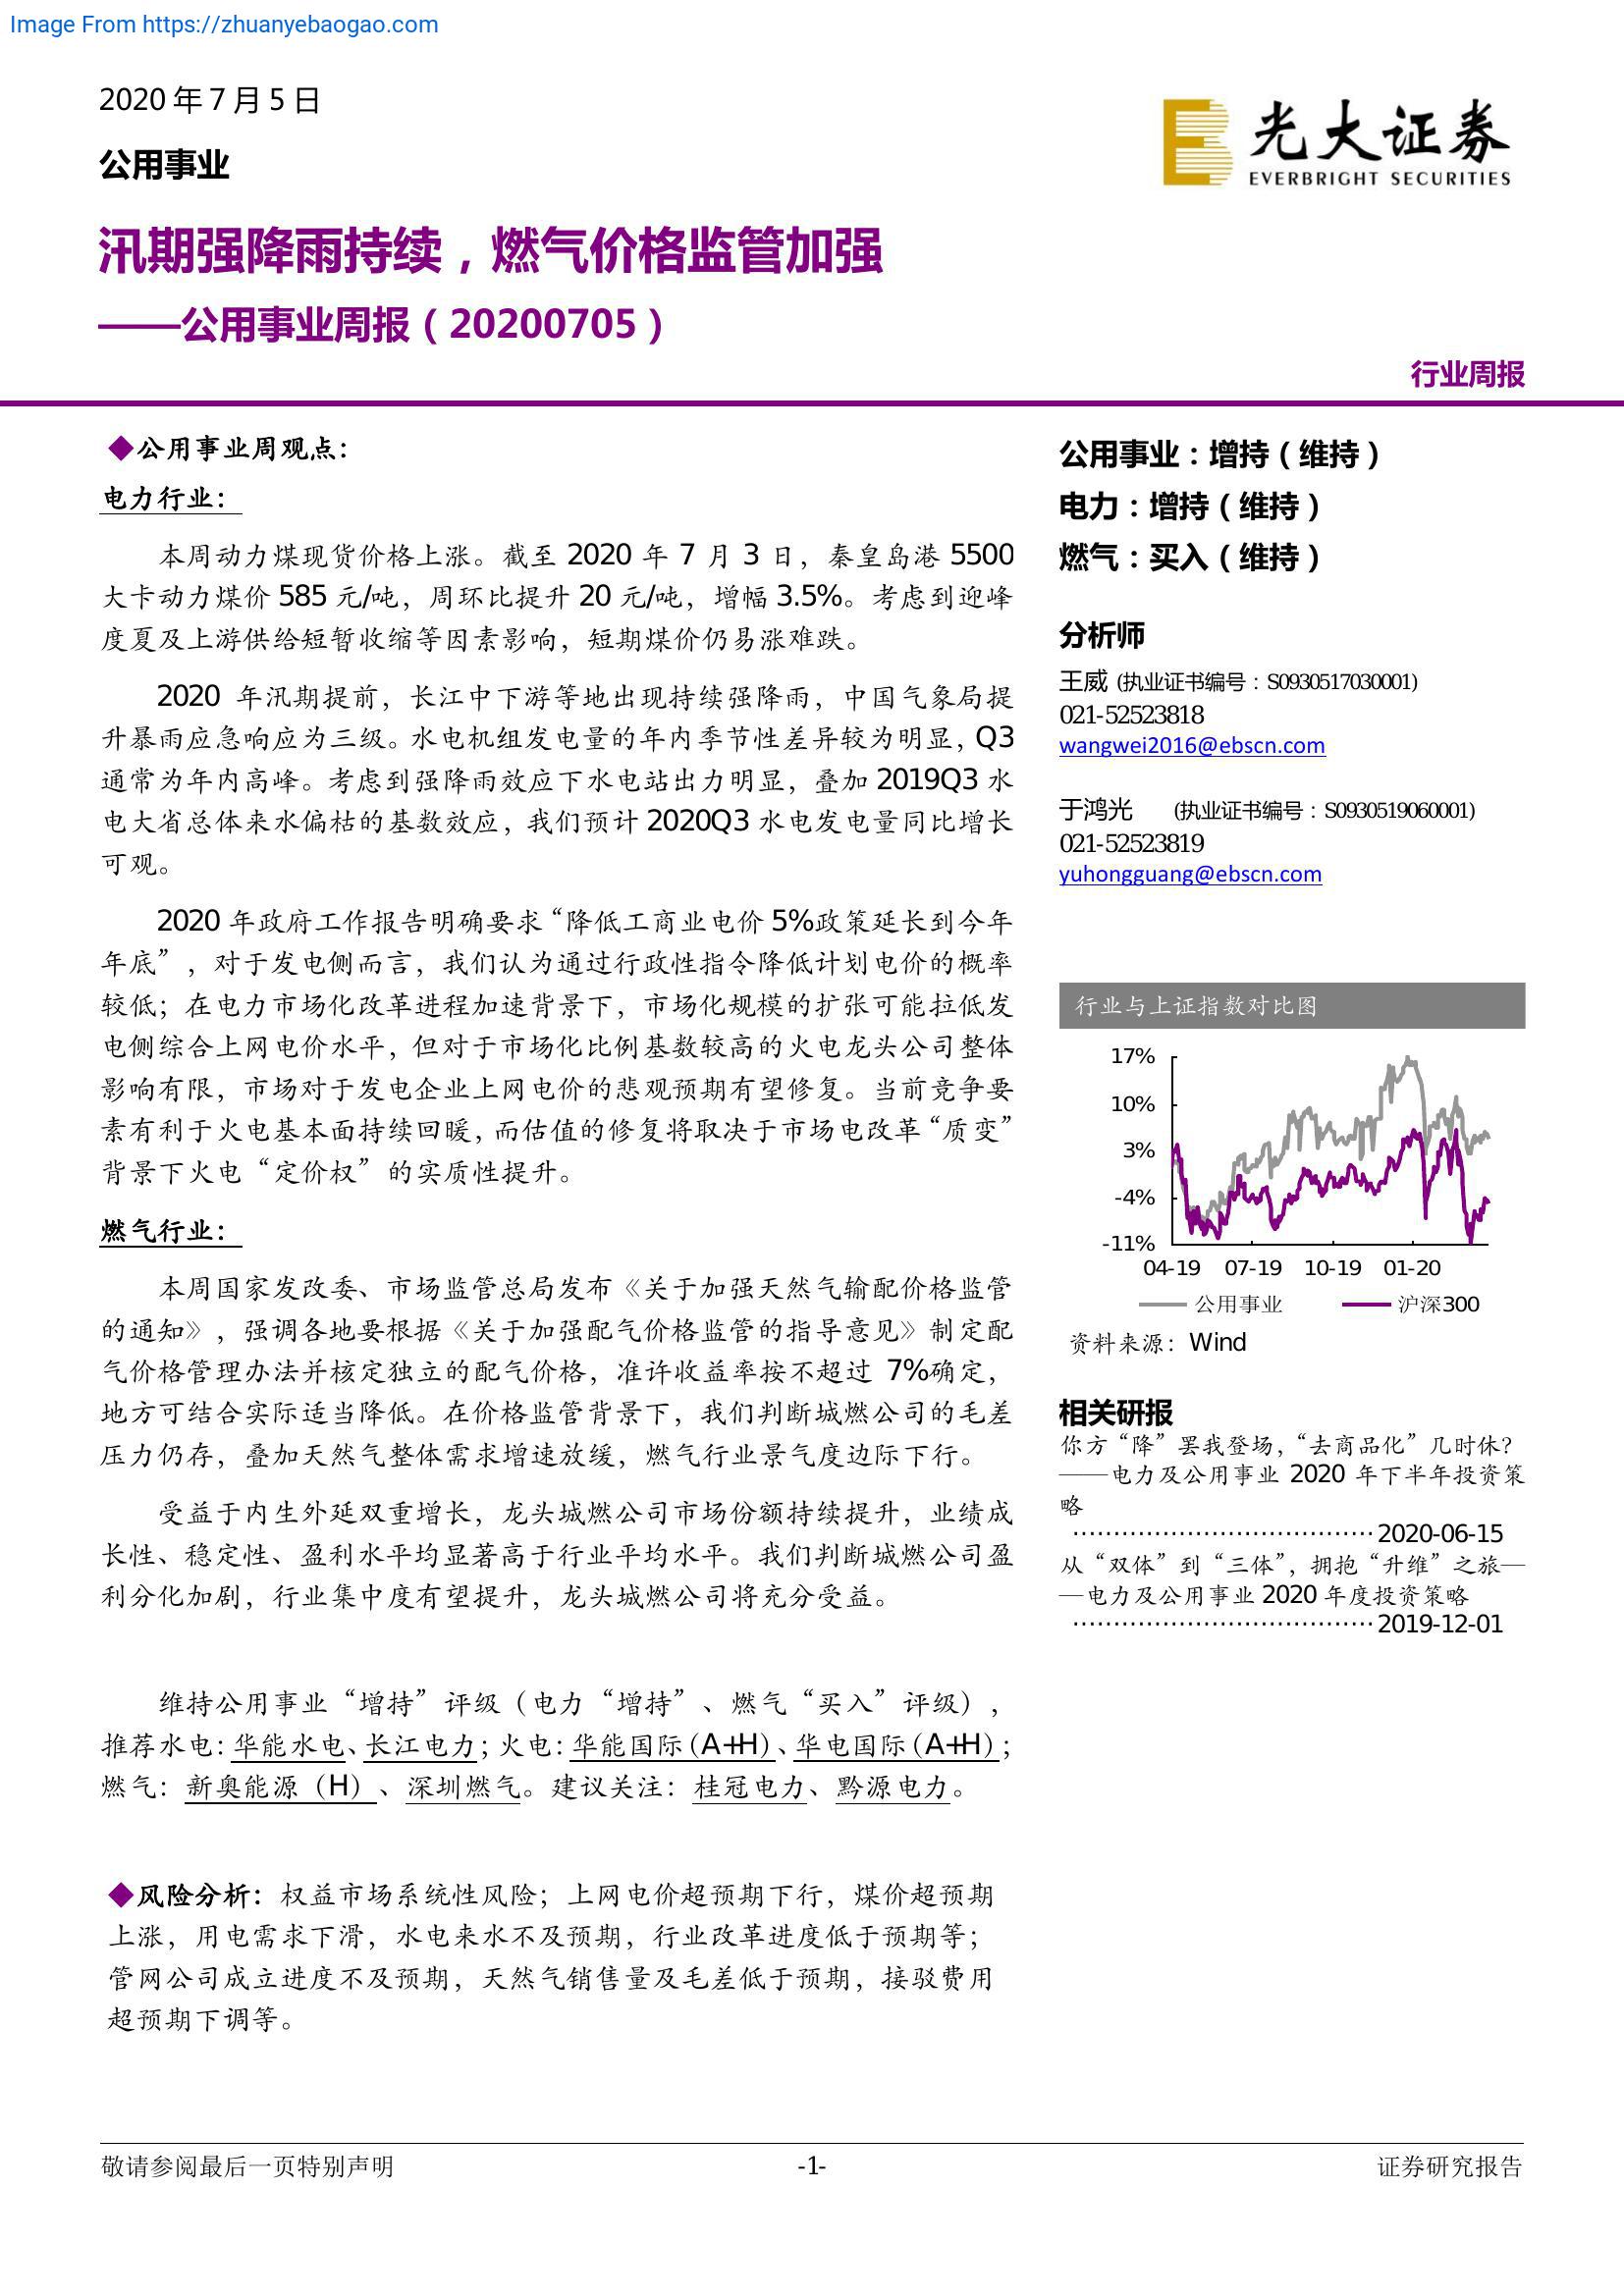 Image From https://zhuanyebaogao.com
2020 年 7 月 5 日
公用事业
光大证券
EVERBRIGHT SECURITIES
汛期强降雨持续，燃气价格监管加强
——公用事业周报（20200705）
行业周报
◆公用事业周观点：
电力行业：
本周动力煤现货价格上涨。截至 2020 年 7 月 3 日，秦皇岛港 5500
大卡动力煤价 585 元/吨，周环比提升 20 元/吨，增幅 3.5%。考虑到迎峰
度夏及上游供给短暂收缩等因素影响，短期煤价仍易涨难跌。
2020 年汛期提前，长江中下游等地出现持续强降雨，中国气象局提
升暴雨应急响应为三级。水电机组发电量的年内季节性差异较为明显，Q3
通常为年内高峰。考虑到强降雨效应下水电站出力明显，叠加 2019Q3 水
电大省总体来水偏枯的基数效应，我们预计 2020Q3 水电发电量同比增长
可观。
2020 年政府工作报告明确要求“降低工商业电价 5%政策延长到今年
年底”，对于发电侧而言，我们认为通过行政性指令降低计划电价的概率
较低；在电力市场化改革进程加速背景下，市场化规模的扩张可能拉低发
电侧综合上网电价水平，但对于市场化比例基数较高的火电龙头公司整体
影响有限，市场对于发电企业上网电价的悲观预期有望修复。当前竞争要
素有利于火电基本面持续回暖，而估值的修复将取决于市场电改革“质变”
背景下火电“定价权”的实质性提升。
燃气行业：
本周国家发改委、市场监管总局发布《关于加强天然气输配价格监管
的通知》，强调各地要根据《关于加强配气价格监管的指导意见》制定配
气价格管理办法并核定独立的配气价格，准许收益率按不超过 7%确定，
地方可结合实际适当降低。在价格监管背景下，我们判断城燃公司的毛差
压力仍存，叠加天然气整体需求增速放缓，燃气行业景气度边际下行。
受益于内生外延双重增长，龙头城燃公司市场份额持续提升，业绩成
长性、稳定性、盈利水平均显著高于行业平均水平。我们判断城燃公司盈
利分化加剧，行业集中度有望提升，龙头城燃公司将充分受益。
维持公用事业“增持”评级（电力“增持”、燃气“买入”评级），
推荐水电：华能水电、长江电力；火电：华能国际（A+H）、华电国际（A+H）；
燃气：新奥能源（H）、深圳燃气。建议关注：桂冠电力、黔源电力。
◆风险分析：权益市场系统性风险；上网电价超预期下行，煤价超预期
上涨，用电需求下滑，水电来水不及预期，行业改革进度低于预期等；
管网公司成立进度不及预期，天然气销售量及毛差低于预期，接驳费用
超预期下调等。
公用事业：增持（维持）
电力：增持（维持）
燃气：买入（维持）
分析师
王威 (执业证书编号：S0930517030001)
021-52523818
wangwei2016@ebscn.com
于鸿光 (执业证书编号：S0930519060001)
021-52523819
yuhongguang@ebscn.com
行业与上证指数对比图
17%
10%
3%
-4%
-11%
04-19 07-19 10-19 01-20
公用事业 沪深300
资料来源：Wind
相关研报
你方“降”罢我登场，“去商品化”几时休？
——电力及公用事业 2020 年下半年投资策
略
····································2020-06-15
从“双体”到“三体”，拥抱“升维”之旅—
—电力及公用事业 2020 年度投资策略
····································2019-12-01
敬请参阅最后一页特别声明 -1- 证券研究报告